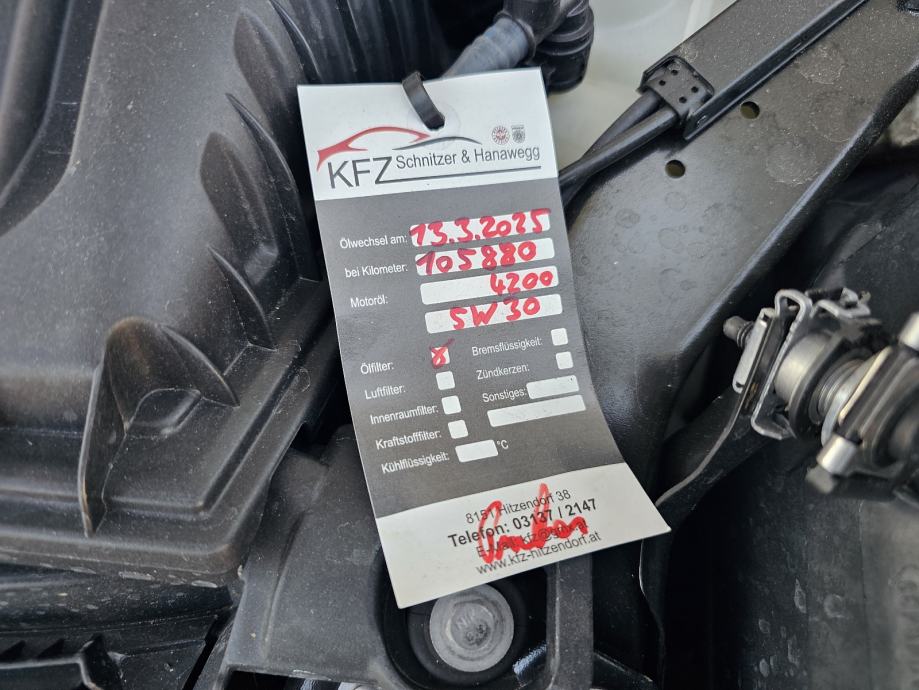 KFZ Schnitzer & Hanawegg
Ölwechsel am: 13.3.2025
bei Kilometer: 105880
Motoröl: 4200
5W30
Ölfilter: X
Bremsflüssigkeit:
Luftfilter:
Zündkerzen:
Innenraumfilter:
Sonstiges:
Kraftstofffilter:
Kühlflüssigkeit: °C
8151 Hitzendorf 38
Telefon: 03137 / 2147
www.kfz-hitzendorf.at